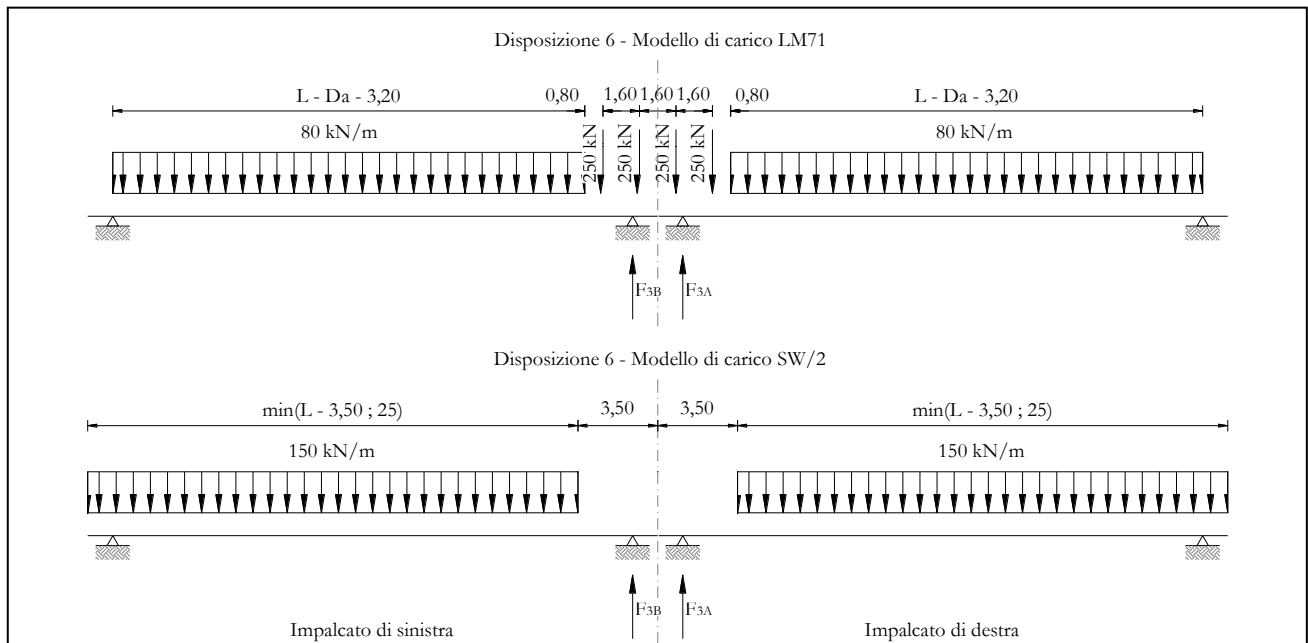 Disposizione 6 - Modello di carico LM71
L - Da - 3,20 0,80 1,60 1,60 1,60 0,80 L - Da - 3,20
80 kN/m 250 kN 250 kN 250 kN 250 kN 80 kN/m
F3B F3A
Disposizione 6 - Modello di carico SW/2
min(L - 3,50 ; 25) 3,50 3,50 min(L - 3,50 ; 25)
150 kN/m 150 kN/m
F3B F3A
Impalcato di sinistra Impalcato di destra